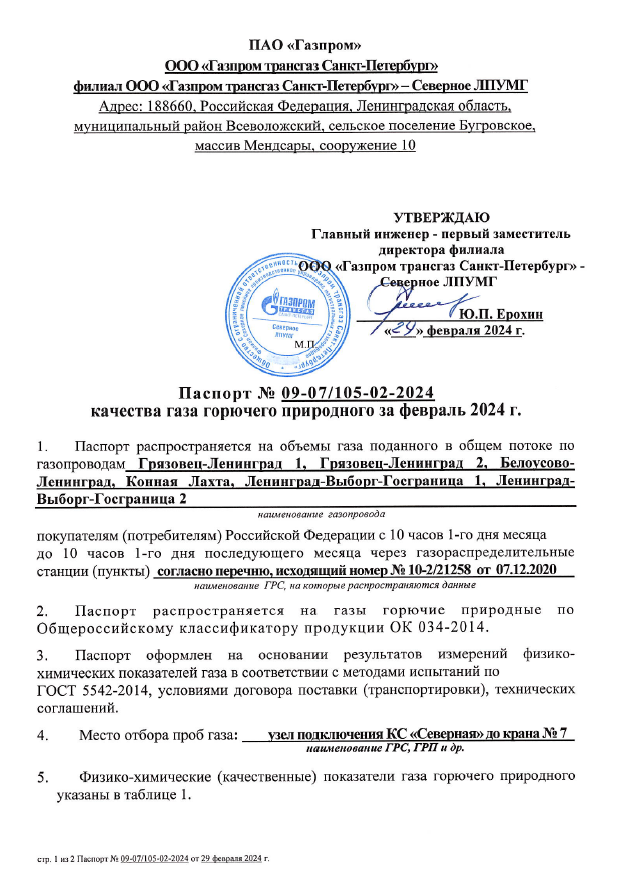 ПАО «Газпром»
ООО «Газпром трансгаз Санкт-Петербург»
филиал ООО «Газпром трансгаз Санкт-Петербург» – Северное ЛПУМГ
Адрес: 188660, Российская Федерация, Ленинградская область,
муниципальный район Всеволожский, сельское поселение Бугровское,
массив Мендсары, сооружение 10
УТВЕРЖДАЮ
Главный инженер - первый заместитель
директора филиала
ООО «Газпром трансгаз Санкт-Петербург» -
Северное ЛПУМГ
Ю.П. Ерохин
«29» февраля 2024 г.
ГАЗПРОМ
ТРАНСГАЗ
САНКТ-ПЕТЕРБУРГ
Северное
ЛПУМГ
М.П.
Паспорт № 09-07/105-02-2024
качества газа горючего природного за февраль 2024 г.
1. Паспорт распространяется на объемы газа поданного в общем потоке по
газопроводам Грязовец-Ленинград 1, Грязовец-Ленинград 2, Белоусово-
Ленинград, Конная Лахта, Ленинград-Выборг-Госграница 1, Ленинград-
Выборг-Госграница 2
наименование газопровода
покупателям (потребителям) Российской Федерации с 10 часов 1-го дня месяца
до 10 часов 1-го дня последующего месяца через газораспределительные
станции (пункты) согласно перечню, исходящий номер № 10-2/21258 от 07.12.2020
наименование ГРС, на которые распространяются данные
2. Паспорт распространяется на газы горючие природные по
Общероссийскому классификатору продукции ОК 034-2014.
3. Паспорт оформлен на основании результатов измерений физико-
химических показателей газа в соответствии с методами испытаний по
ГОСТ 5542-2014, условиями договора поставки (транспортировки), технических
соглашений.
4. Место отбора проб газа: узел подключения КС «Северная» до крана № 7
наименование ГРС, ГРП и др.
5. Физико-химические (качественные) показатели газа горючего природного
указаны в таблице 1.
стр. 1 из 2 Паспорт № 09-07/105-02-2024 от 29 февраля 2024 г.